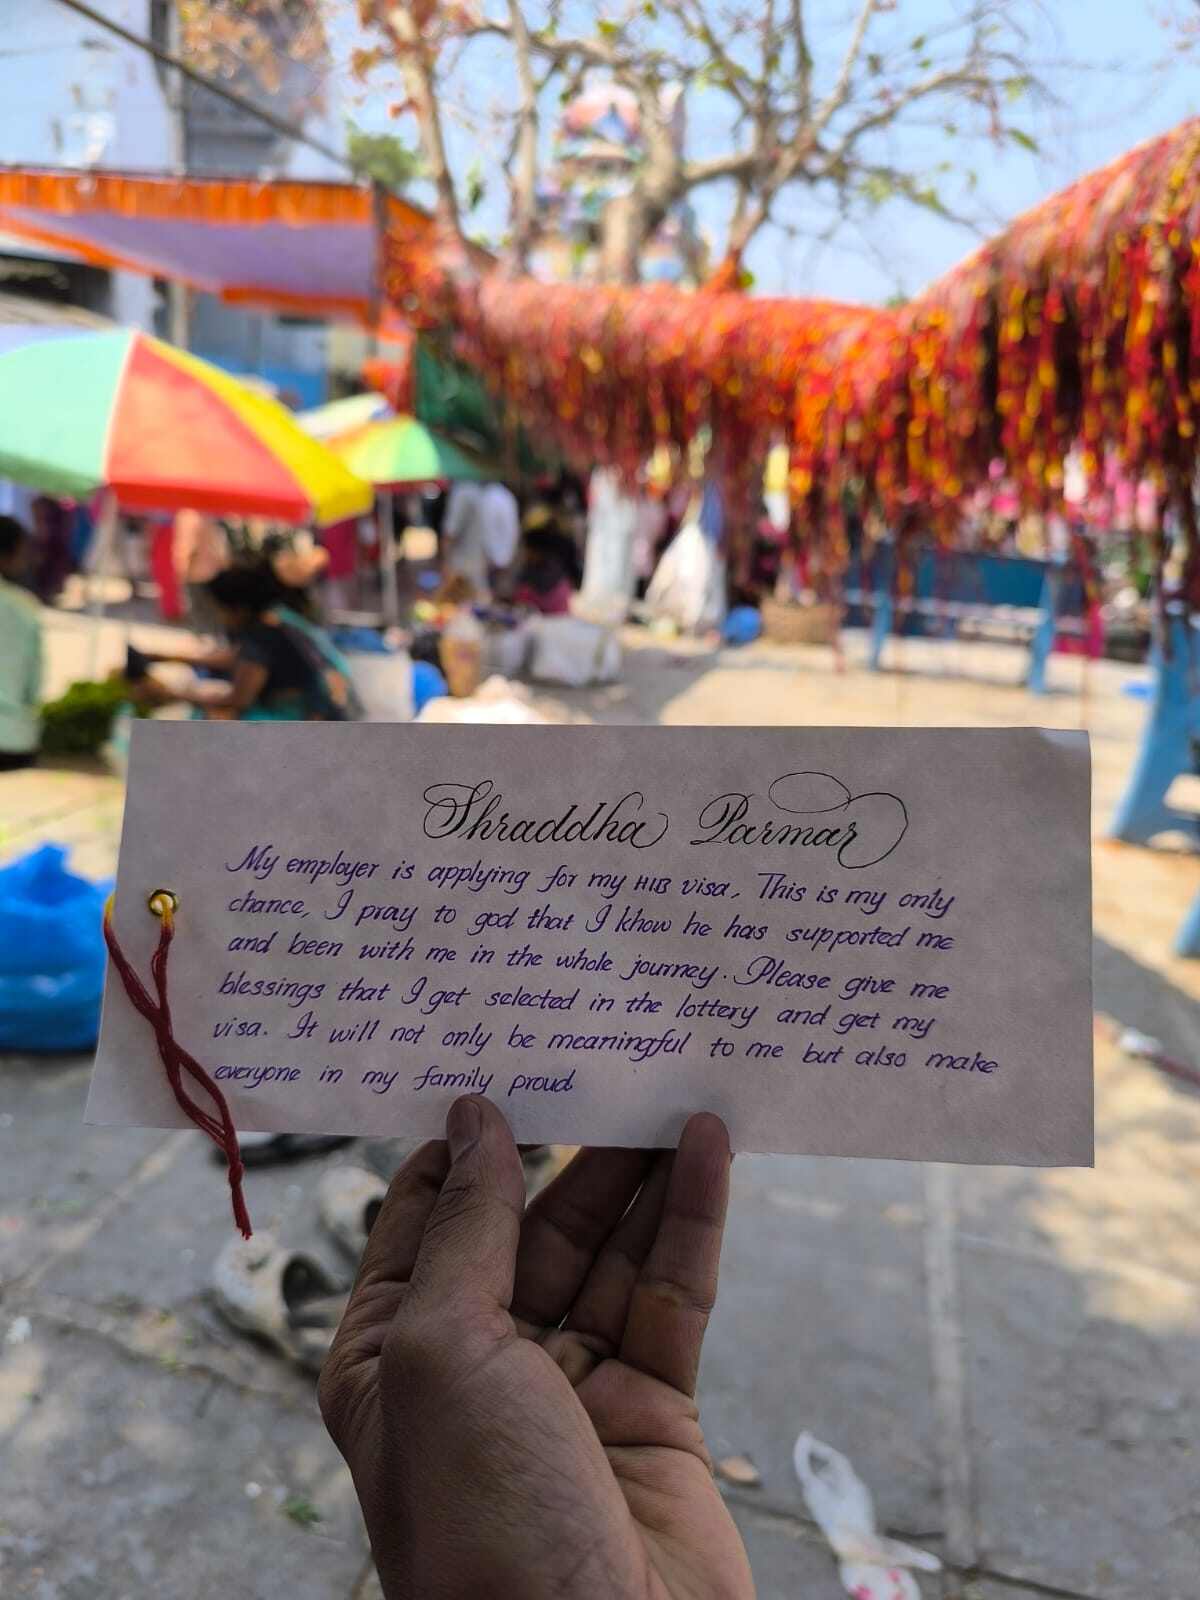 Shraddha Parmar
My employer is applying for my H1B visa. This is my only
chance, I pray to god that I know he has supported me
and been with me in the whole journey. Please give me
blessings that I get selected in the lottery and get my
visa. It will not only be meaningful to me but also make
everyone in my family proud